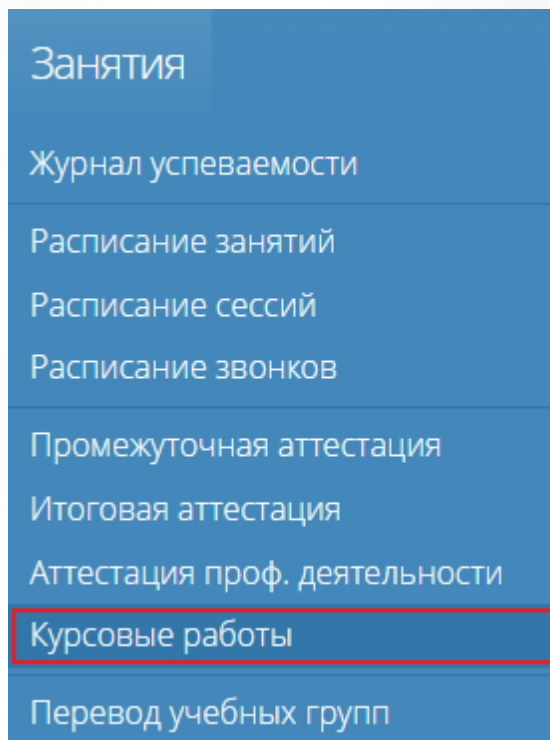 Занятия
Журнал успеваемости
Расписание занятий
Расписание сессий
Расписание звонков
Промежуточная аттестация
Итоговая аттестация
Аттестация проф. деятельности
Курсовые работы
Перевод учебных групп